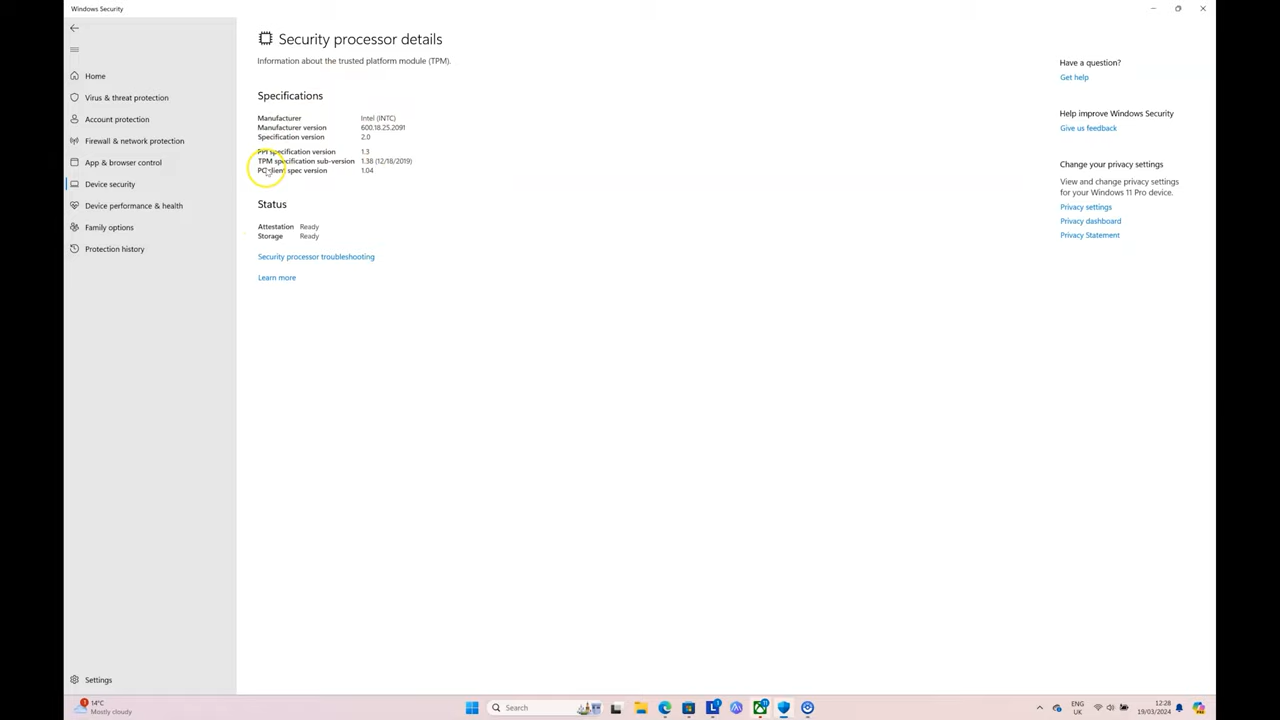 Windows Security
Home
Virus & threat protection
Account protection
Firewall & network protection
App & browser control
Device security
Device performance & health
Family options
Protection history
Settings
Security processor details
Information about the trusted platform module (TPM).
Specifications
Manufacturer Intel (INTC)
Manufacturer version 600.18.25.2091
Specification version 2.0
PPI specification version 1.3
TPM specification sub-version 1.38 (12/18/2019)
PC client spec version 1.04
Status
Attestation Ready
Storage Ready
Security processor troubleshooting
Learn more
Have a question?
Get help
Help improve Windows Security
Give us feedback
Change your privacy settings
View and change privacy settings
for your Windows 11 Pro device.
Privacy settings
Privacy dashboard
Privacy Statement
14°C
Mostly cloudy
Search
ENG
UK
12:28
19/03/2024